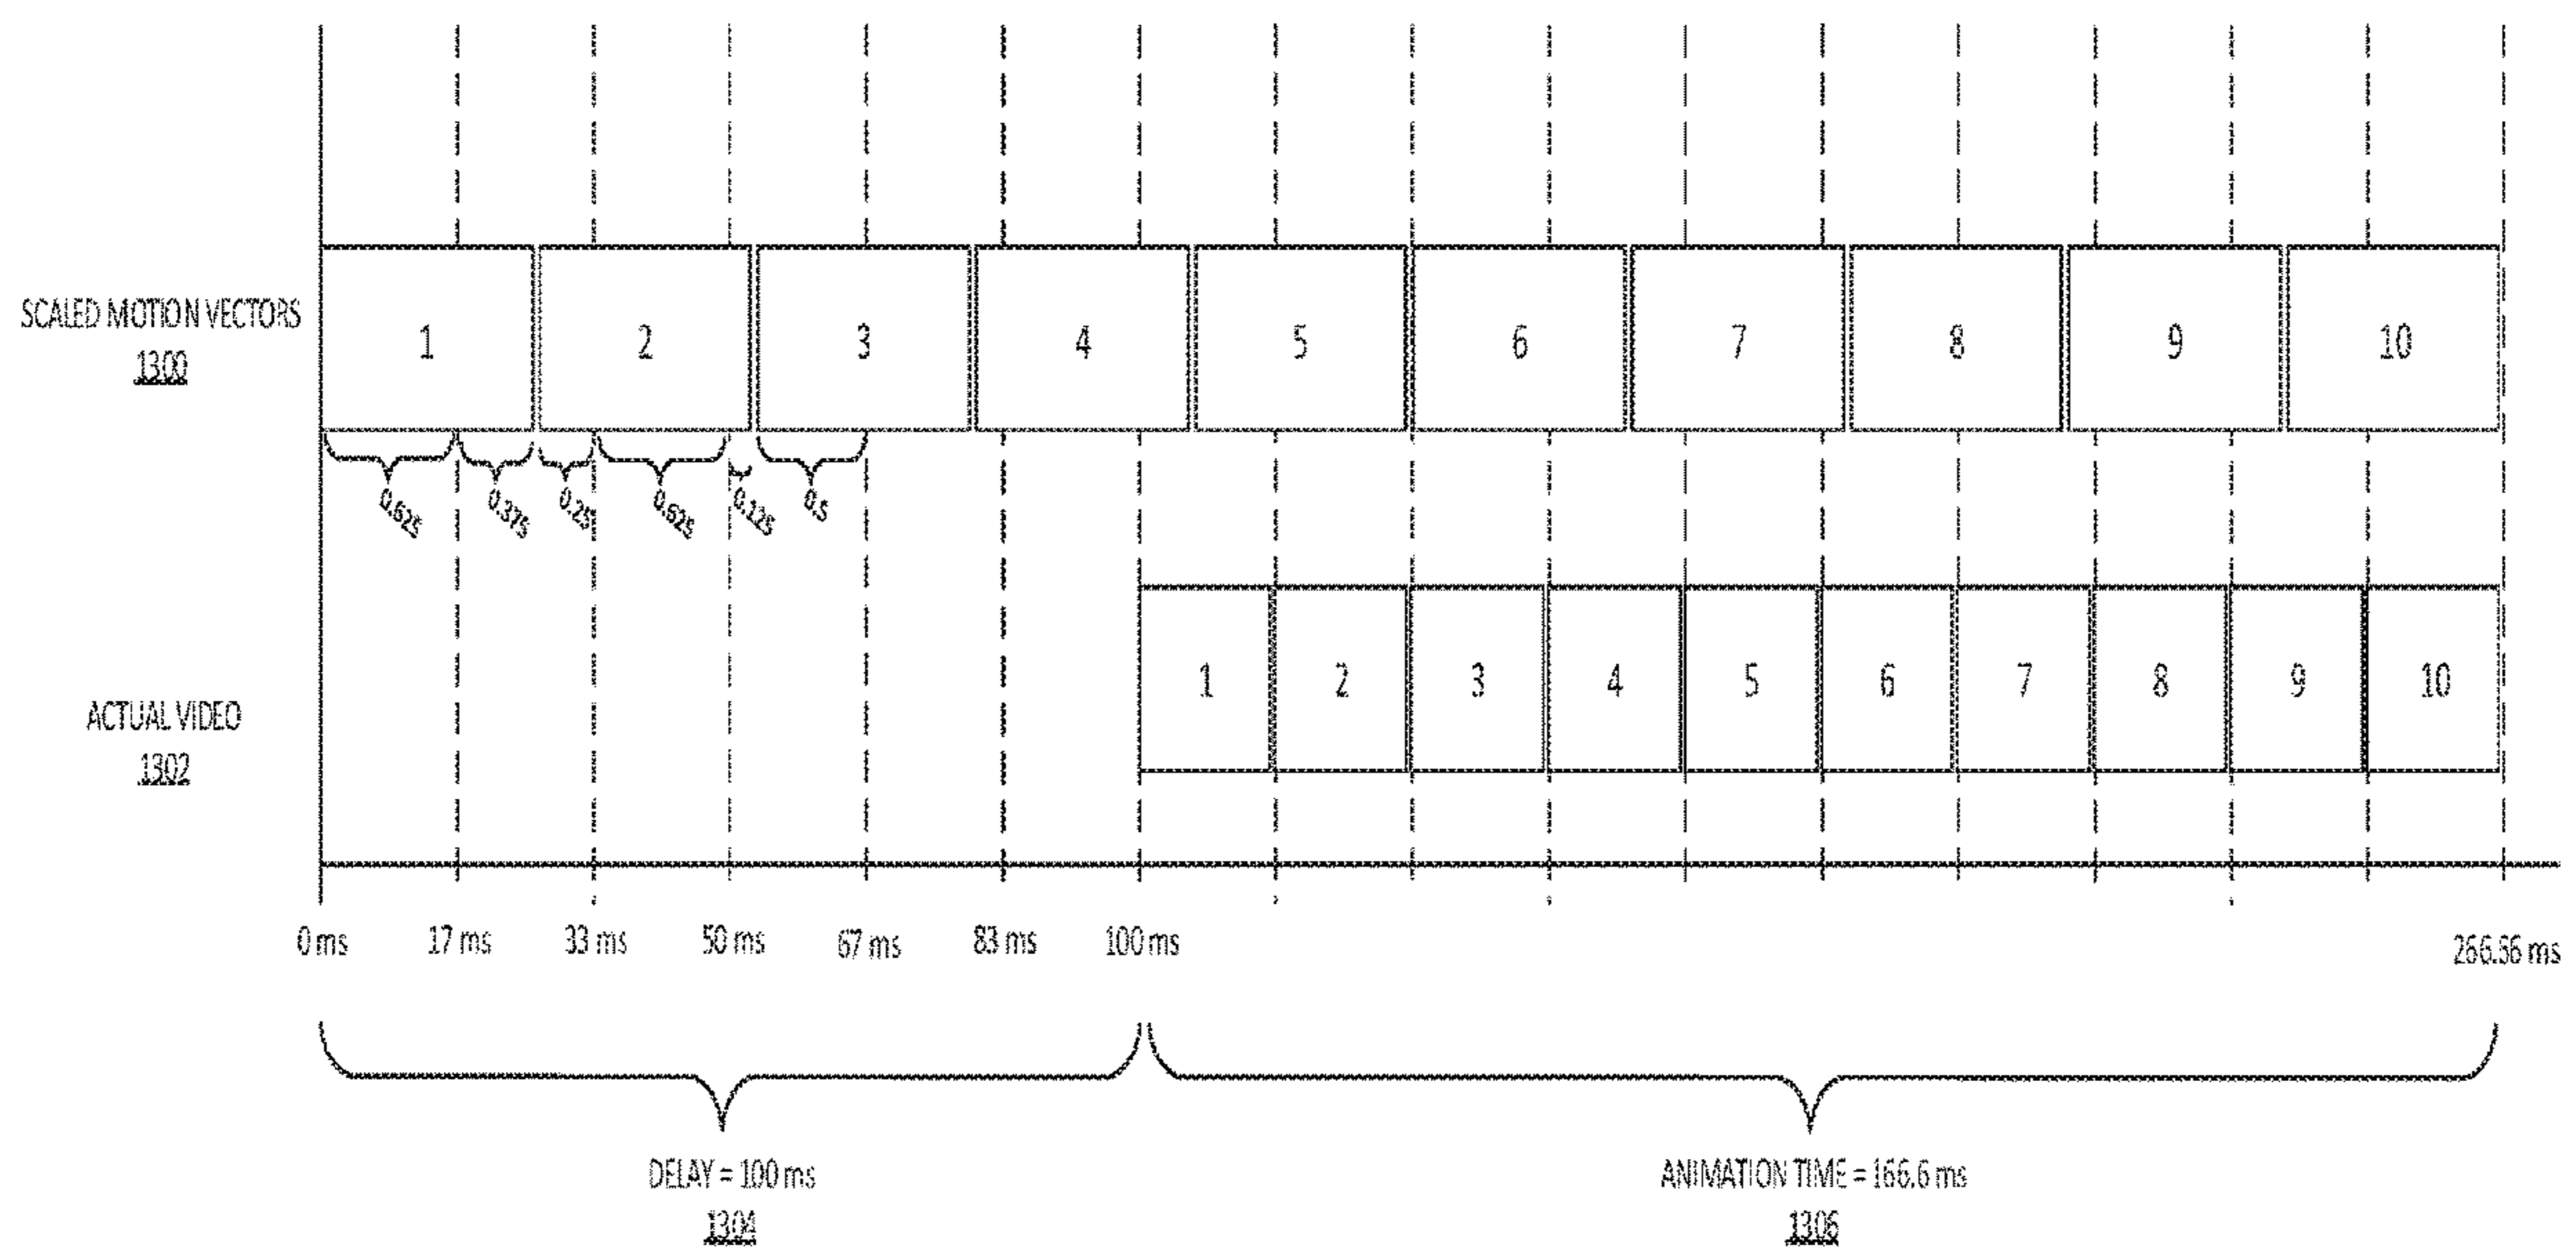 SCALED MOTION VECTORS
1300
1 2 3 4 5 6 7 8 9 10
0.625 0.375 0.25 0.625 0.125 0.5
ACTUAL VIDEO
1302
1 2 3 4 5 6 7 8 9 10
0 ms 17 ms 33 ms 50 ms 67 ms 83 ms 100 ms 266.66 ms
DELAY = 100 ms
1304
ANIMATION TIME = 166.6 ms
1306